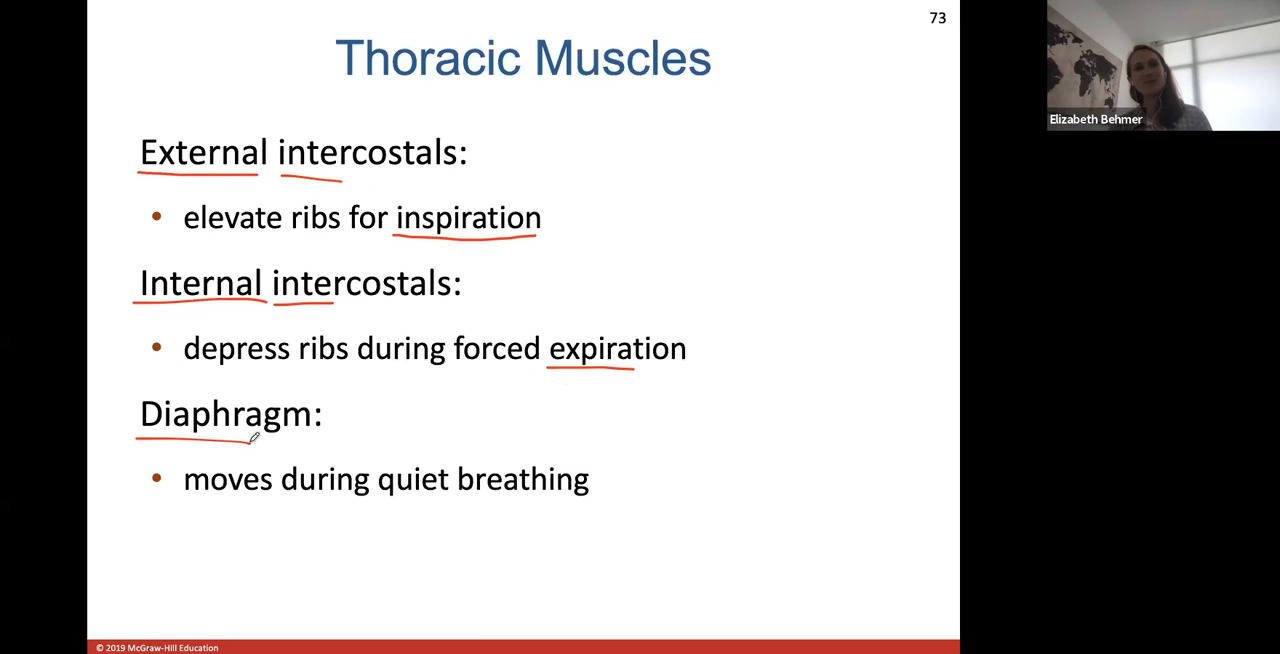 73
Thoracic Muscles
Elizabeth Behmer
External intercostals:
• elevate ribs for inspiration
Internal intercostals:
• depress ribs during forced expiration
Diaphragm:
• moves during quiet breathing
© 2019 McGraw-Hill Education